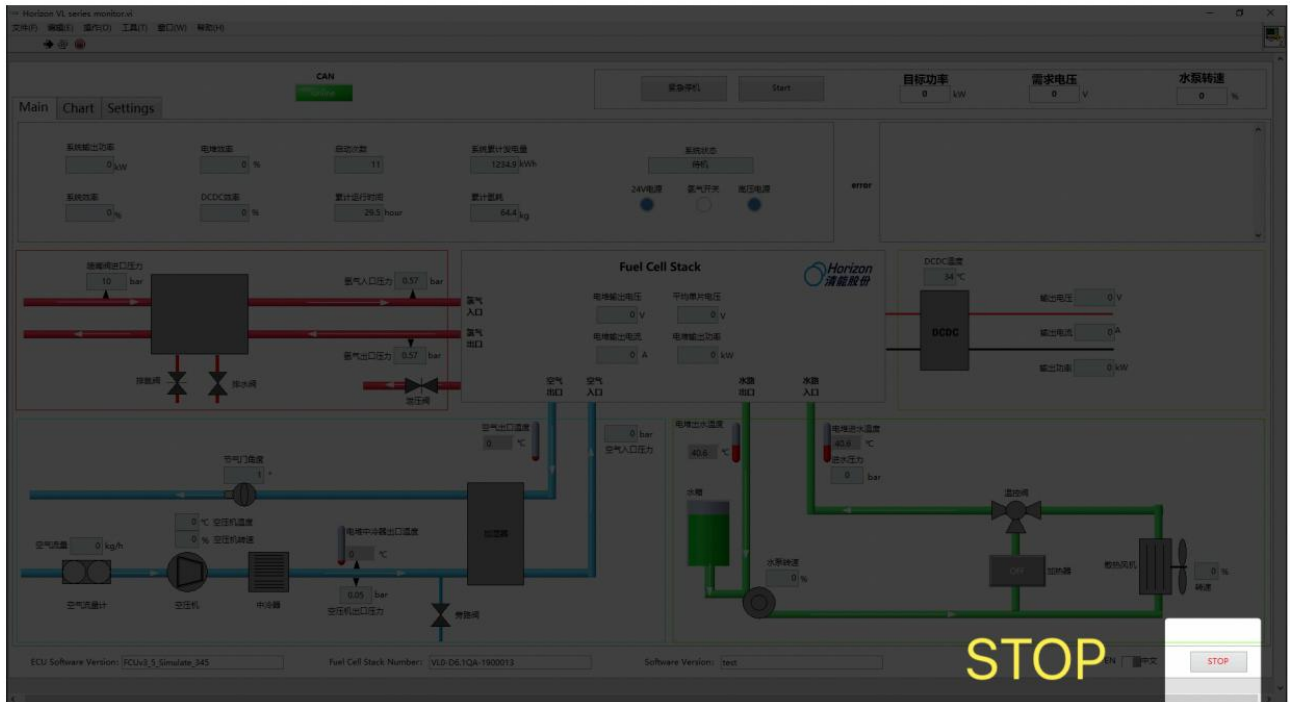 Horizon VL series monitor.vi
文件(F) 编辑(E) 操作(O) 工具(T) 窗口(W) 帮助(H)
CAN
紧急停机 Start
目标功率 需求电压 水泵转速
0 kW 0 V 0 %
Main Chart Settings
系统输出功率 电堆效率 启动次数 系统累计发电量 系统状态
0 kW 0 % 11 1234.9 kWh 待机
24V电源 氢气开关 高压电源
error
系统效率 DCDC效率 累计运行时间 累计氢耗
0 % 0 % 29.5 hour 64.4 kg
喷嘴阀进口压力
10 bar
氢气入口压力 0.57 bar
氢气入口
氢气出口
氢气出口压力 0.57 bar
排氮阀 排水阀
泄压阀
Fuel Cell Stack
Horizon
清能股份
电堆输出电压 平均单片电压
0 V 0 V
电堆输出电流 电堆输出功率
0 A 0 kW
空气出口 空气入口 水路出口 水路入口
DCDC温度
34 ℃
DCDC
输出电压 0 V
输出电流 0 A
输出功率 0 kW
空气出口温度
0 ℃
0 bar
空气入口压力
节气门角度
1 °
0 ℃ 空压机温度
0 % 空压机转速
空气流量 0 kg/h
电堆中冷器出口温度
0 ℃
加湿器
0.05 bar
空压机出口压力
空气流量计 空压机 中冷器
旁路阀
电堆出水温度
40.6 ℃
电堆进水温度
40.6 ℃
进水压力
0 bar
水箱
温控阀
水泵转速
0 %
ON 加热器
散热风机
0 %
转速
ECU Software Version: FCUv3_5_Simulate_345 Fuel Cell Stack Number: VL0-D6.1QA-1900013 Software Version: test
STOP
EN 中文
STOP